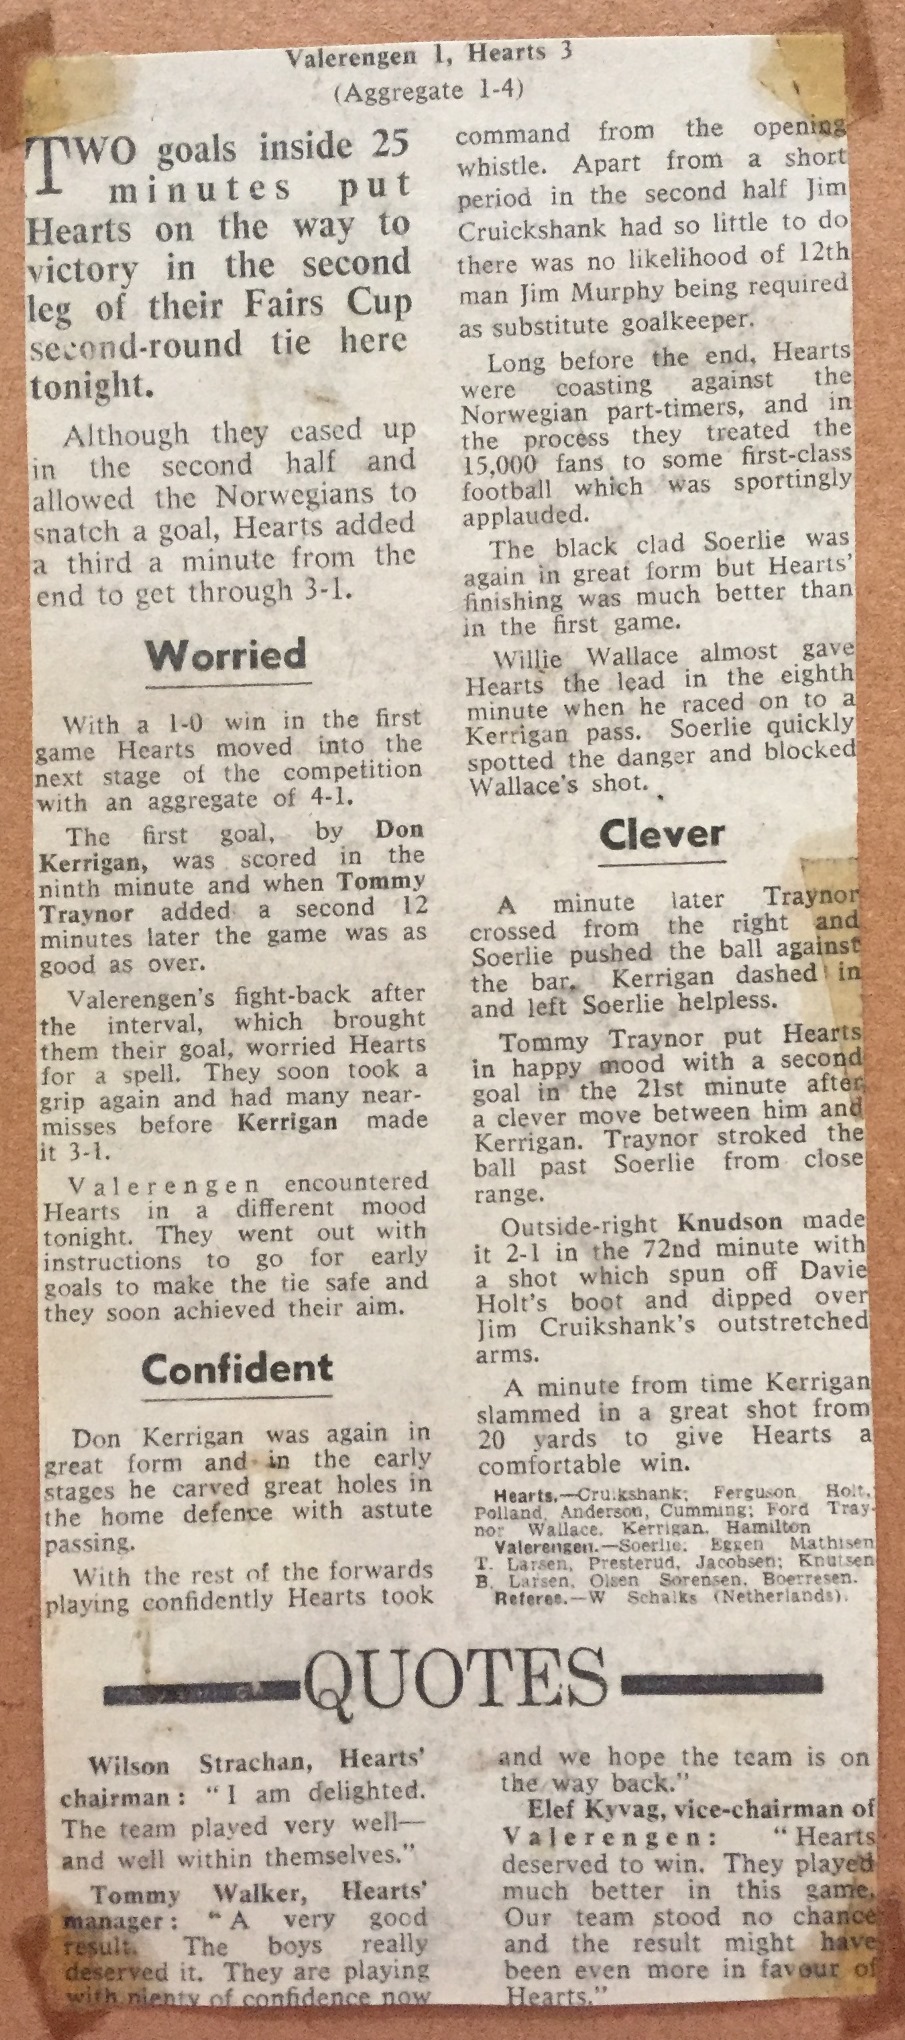 Valerengen 1, Hearts 3
(Aggregate 1-4)
TWO goals inside 25
minutes put
Hearts on the way to
victory in the second
leg of their Fairs Cup
second-round tie here
tonight.
Although they eased up
in the second half and
allowed the Norwegians to
snatch a goal, Hearts added
a third a minute from the
end to get through 3-1.
Worried
With a 1-0 win in the first
game Hearts moved into the
next stage of the competition
with an aggregate of 4-1.
The first goal, by Don
Kerrigan, was scored in the
ninth minute and when Tommy
Traynor added a second 12
minutes later the game was as
good as over.
Valerengen's fight-back after
the interval, which brought
them their goal, worried Hearts
for a spell. They soon took a
grip again and had many near-
misses before Kerrigan made
it 3-1.
Valerengen encountered
Hearts in a different mood
tonight. They went out with
instructions to go for early
goals to make the tie safe and
they soon achieved their aim.
Confident
Don Kerrigan was again in
great form and in the early
stages he carved great holes in
the home defence with astute
passing.
With the rest of the forwards
playing confidently Hearts took
command from the opening
whistle. Apart from a short
period in the second half Jim
Cruickshank had so little to do
there was no likelihood of 12th
man Jim Murphy being required
as substitute goalkeeper.
Long before the end, Hearts
were coasting against the
Norwegian part-timers, and in
the process they treated the
15,000 fans to some first-class
football which was sportingly
applauded.
The black clad Soerlie was
again in great form but Hearts'
finishing was much better than
in the first game.
Willie Wallace almost gave
Hearts the lead in the eighth
minute when he raced on to a
Kerrigan pass. Soerlie quickly
spotted the danger and blocked
Wallace's shot.
Clever
A minute later Traynor
crossed from the right and
Soerlie pushed the ball against
the bar. Kerrigan dashed in
and left Soerlie helpless.
Tommy Traynor put Hearts
in happy mood with a second
goal in the 21st minute after
a clever move between him and
Kerrigan. Traynor stroked the
ball past Soerlie from close
range.
Outside-right Knudson made
it 2-1 in the 72nd minute with
a shot which spun off Davie
Holt's boot and dipped over
Jim Cruikshank's outstretched
arms.
A minute from time Kerrigan
slammed in a great shot from
20 yards to give Hearts a
comfortable win.
Hearts.—Cruikshank; Ferguson Holt,
Polland, Anderson, Cumming; Ford Tray-
nor Wallace, Kerrigan, Hamilton
Valerengen.—Soerlie; Eggen Mathisen
T. Larsen, Presterud, Jacobsen; Knutsen
B. Larsen, Olsen Sorensen, Boerresen.
Referee.—W Schalks (Netherlands).
QUOTES
Wilson Strachan, Hearts'
chairman: "I am delighted.
The team played very well—
and well within themselves."
Tommy Walker, Hearts'
manager: "A very good
result. The boys really
deserved it. They are playing
with plenty of confidence now
and we hope the team is on
the way back."
Elef Kyvag, vice-chairman of
Valerengen: "Hearts
deserved to win. They played
much better in this game.
Our team stood no chance
and the result might have
been even more in favour of
Hearts."